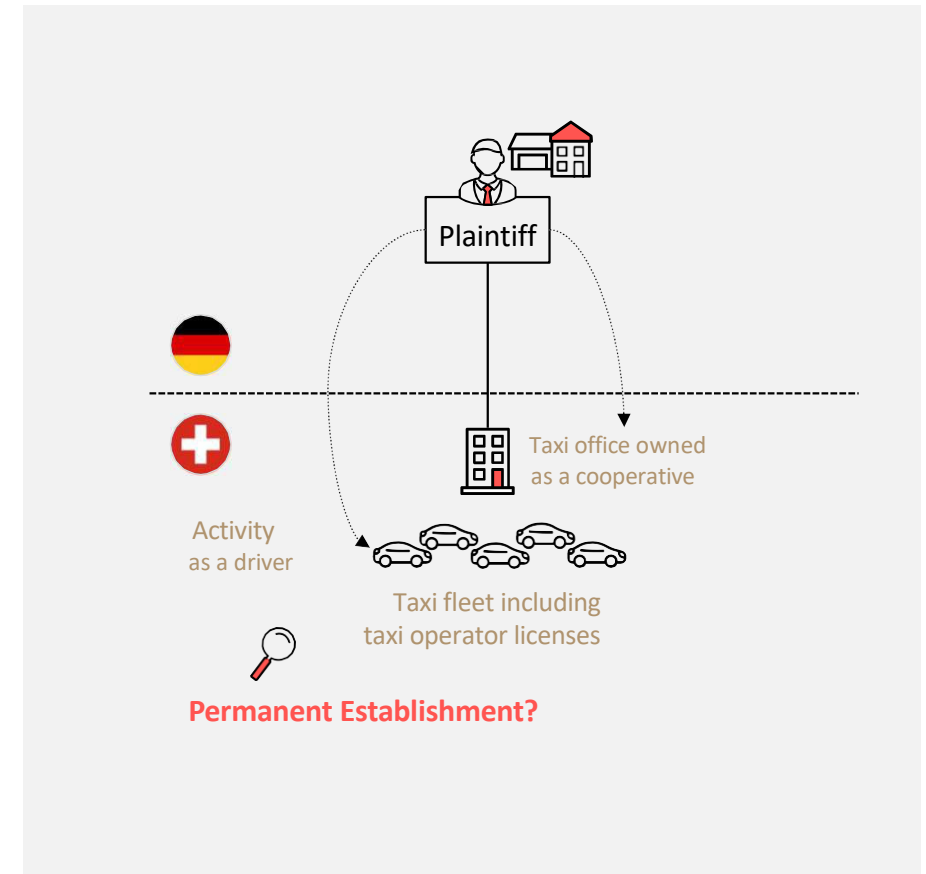 Plaintiff
Taxi office owned
as a cooperative
Activity
as a driver
Taxi fleet including
taxi operator licenses
Permanent Establishment?